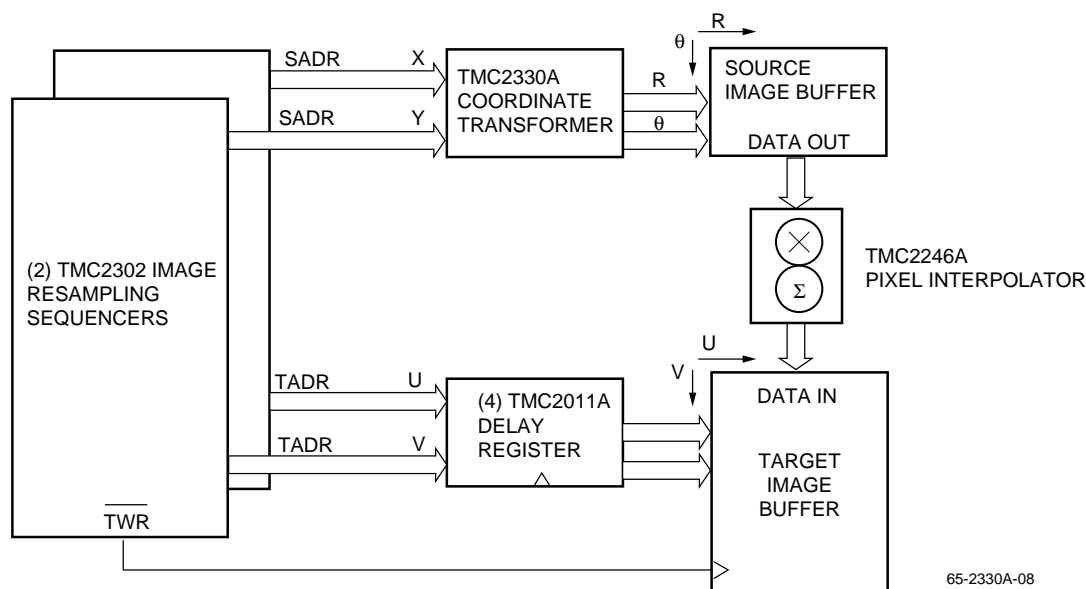 SADR X
SADR Y
TMC2330A
COORDINATE
TRANSFORMER
R
θ
R
θ
SOURCE
IMAGE BUFFER
DATA OUT
(2) TMC2302 IMAGE
RESAMPLING
SEQUENCERS
Σ
TMC2246A
PIXEL INTERPOLATOR
TADR U
TADR V
(4) TMC2011A
DELAY
REGISTER
U
V
DATA IN
TARGET
IMAGE
BUFFER
TWR
65-2330A-08